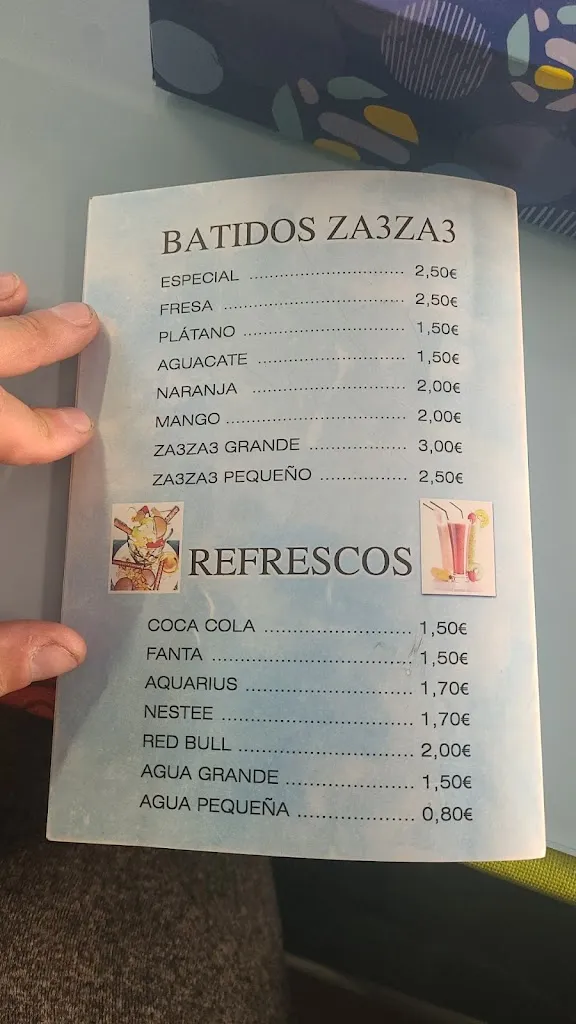 BATIDOS ZA3ZA3
ESPECIAL ................................ 2,50€
FRESA ..................................... 2,50€
PLÁTANO ................................. 1,50€
AGUACATE .............................. 1,50€
NARANJA ................................ 2,00€
MANGO ..................................... 2,00€
ZA3ZA3 GRANDE .................... 3,00€
ZA3ZA3 PEQUEÑO .................. 2,50€
REFRESCOS
COCA COLA .............................. 1,50€
FANTA ........................................ 1,50€
AQUARIUS ................................. 1,70€
NESTEE ...................................... 1,70€
RED BULL ................................... 2,00€
AGUA GRANDE .......................... 1,50€
AGUA PEQUEÑA ....................... 0,80€